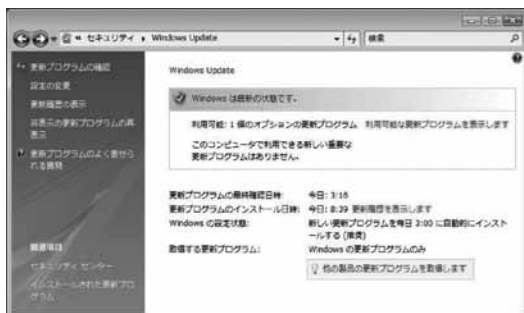 セキュリティ ▸ Windows Update
検索
更新プログラムの確認
設定の変更
更新履歴の表示
非表示の更新プログラムの再
表示
更新プログラムのよく寄せら
れる質問
関連項目
セキュリティ センター
インストールされた更新プロ
グラム
Windows Update
Windows は最新の状態です。
利用可能: 1 個のオプションの更新プログラム 利用可能な更新プログラムを表示します
このコンピュータで利用できる新しい重要な
更新プログラムはありません。
更新プログラムの最終確認日時: 今日: 3:16
更新プログラムのインストール日時: 今日: 8:39 更新履歴を表示します
Windows の設定状態: 新しい更新プログラムを毎日 3:00 に自動的にインスト
ールする (推奨)
取得する更新プログラム: Windows の更新プログラムのみ
他の製品の更新プログラムを取得します